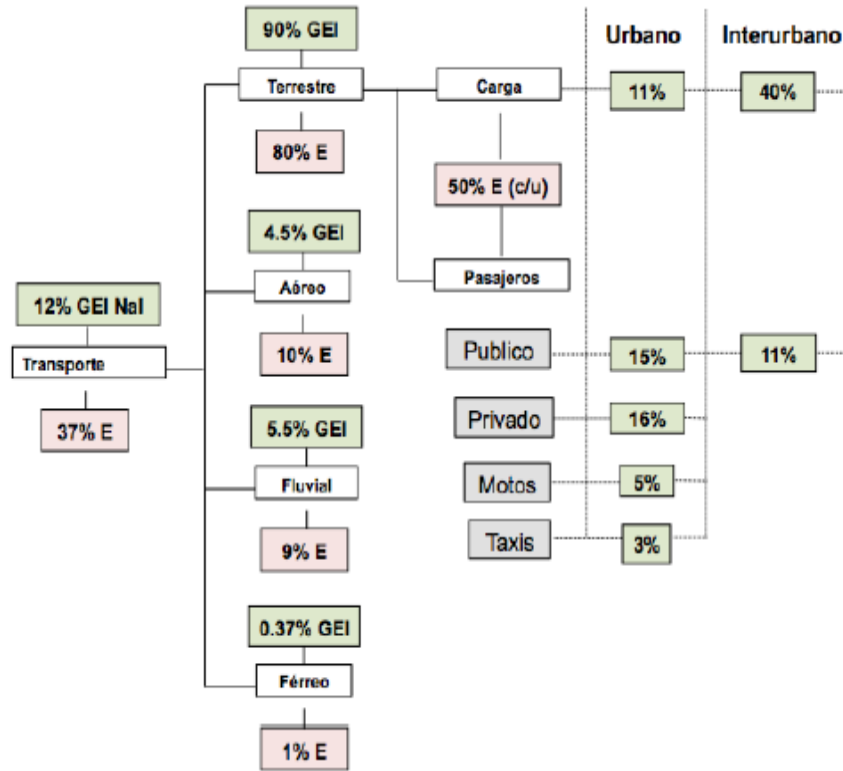 90% GEI
Urbano
Interurbano
Terrestre
Carga
11%
40%
80% E
50% E (c/u)
4.5% GEI
Aéreo
Pasajeros
12% GEI Nal
10% E
Publico
15%
11%
Transporte
37% E
5.5% GEI
Privado
16%
Fluvial
Motos
5%
9% E
Taxis
3%
0.37% GEI
Férreo
1% E